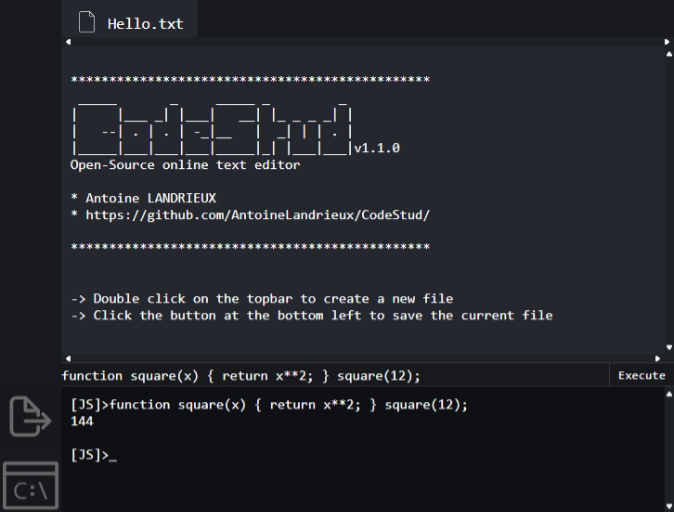 Hello.txt
***********************************************
CodeStud
v1.1.0
Open-Source online text editor
* Antoine LANDRIEUX
* https://github.com/AntoineLandrieux/CodeStud/
***********************************************
-> Double click on the topbar to create a new file
-> Click the button at the bottom left to save the current file
function square(x) { return x**2; } square(12);
Execute
[JS]>function square(x) { return x**2; } square(12);
144
[JS]>_
C:\